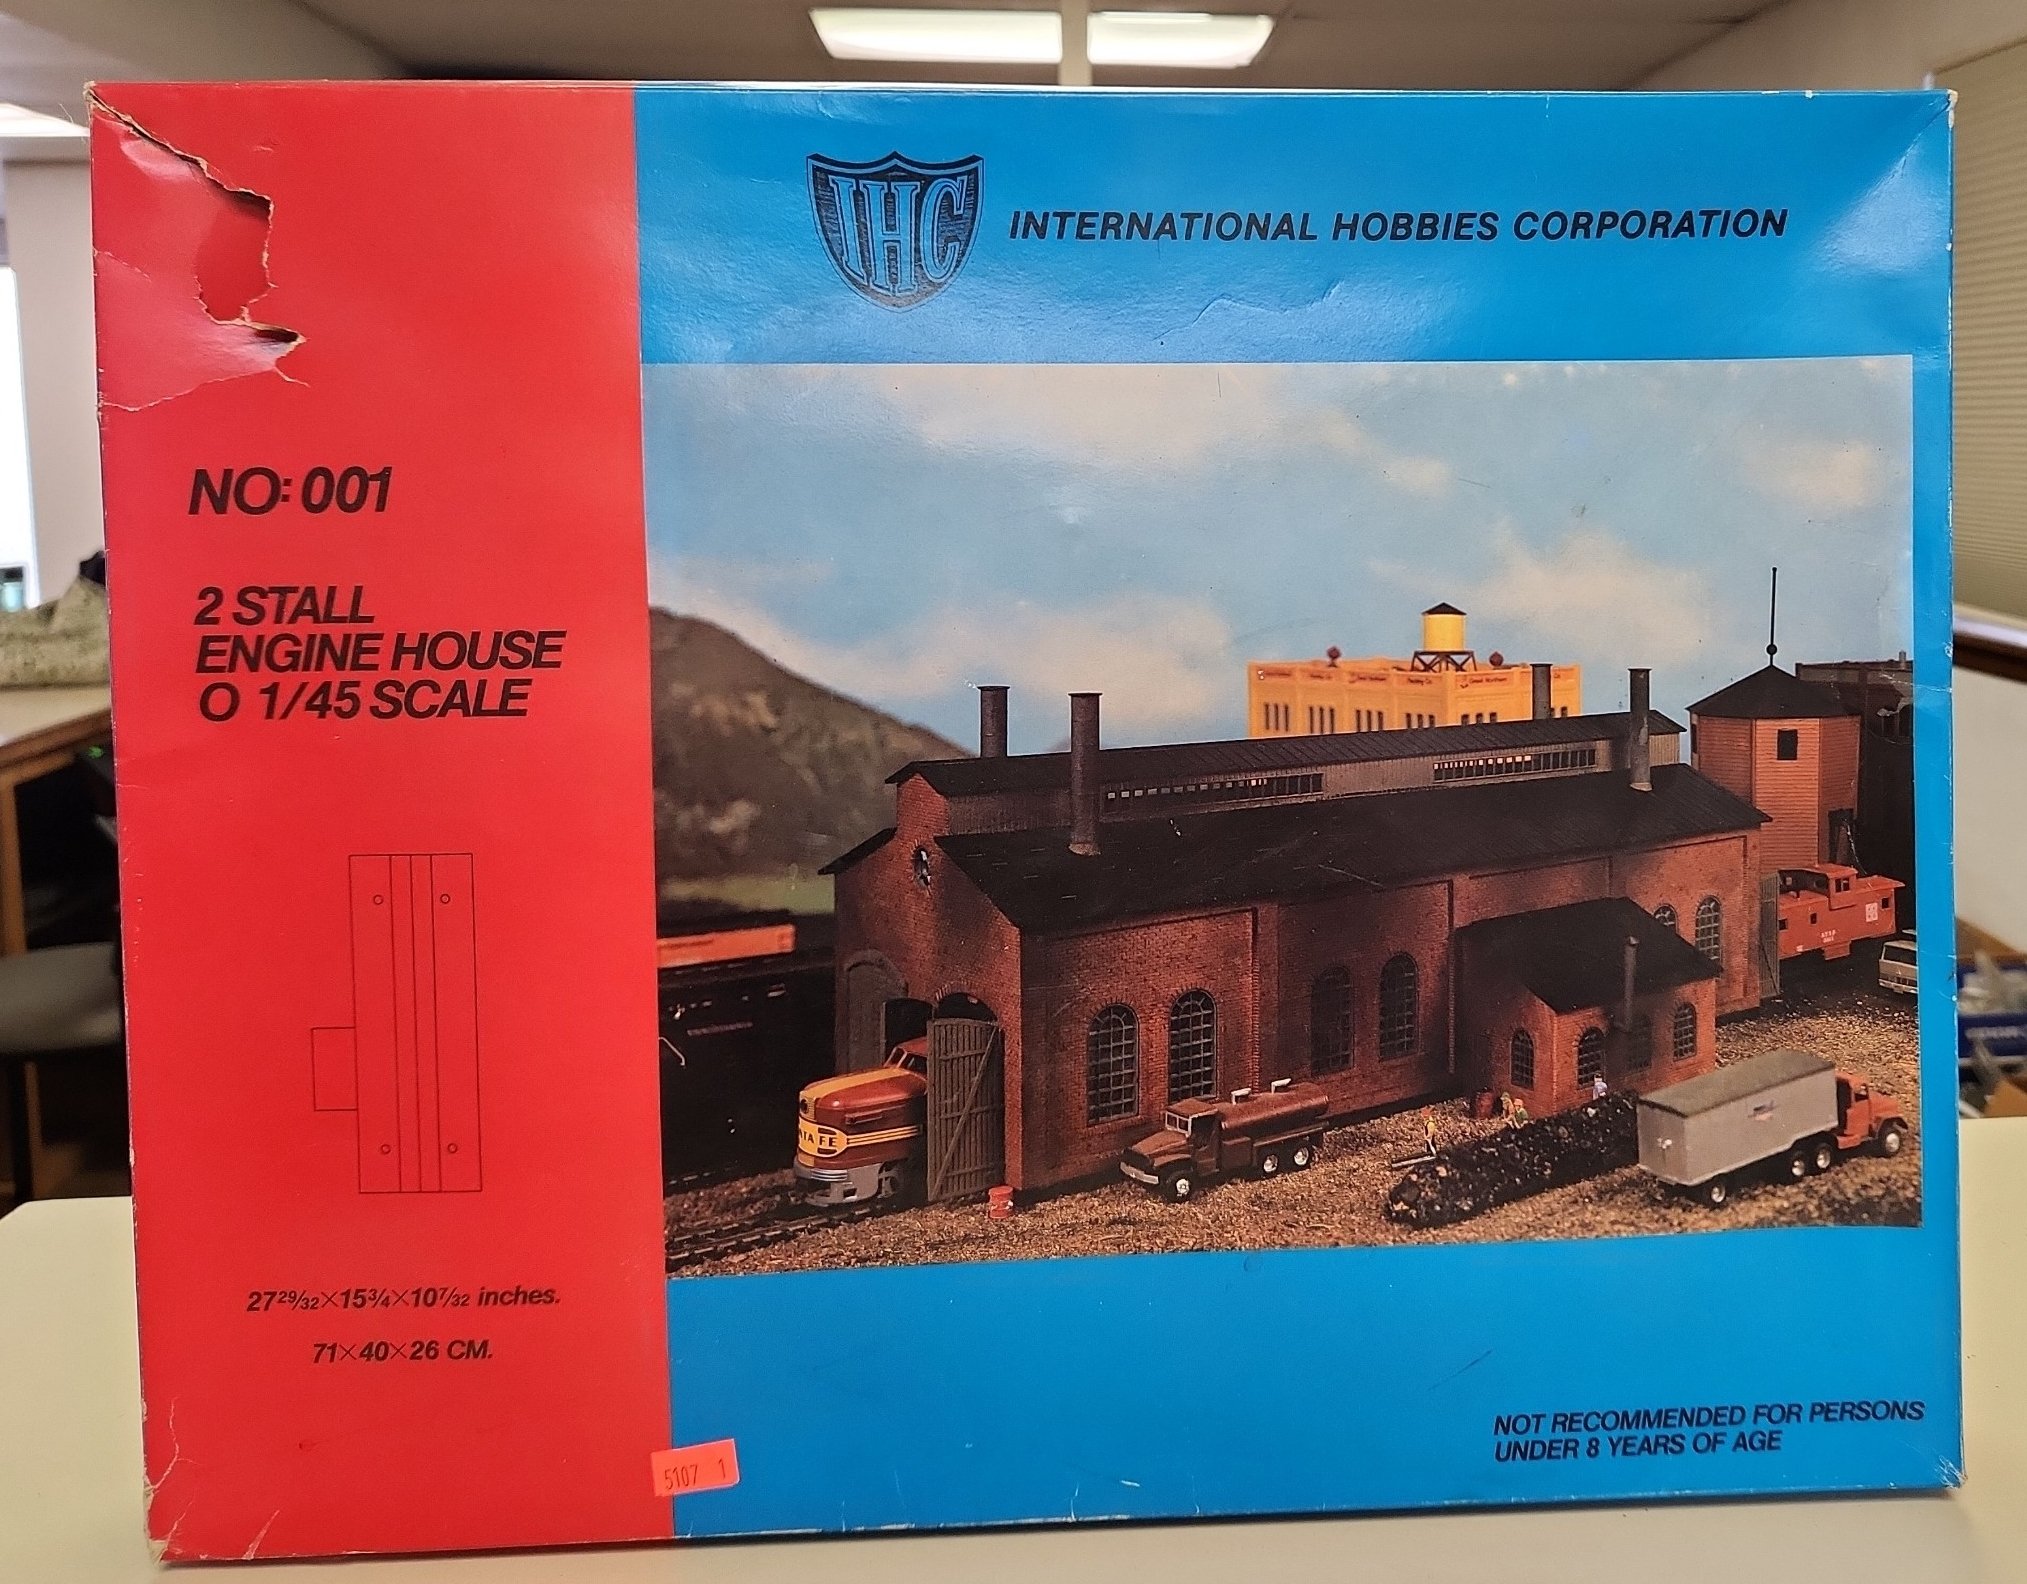 IHC
INTERNATIONAL HOBBIES CORPORATION
NO: 001
2 STALL
ENGINE HOUSE
O 1/45 SCALE
27 29/32×15 3/4×10 7/32 inches.
71×40×26 CM.
TA FE
5107 1
NOT RECOMMENDED FOR PERSONS
UNDER 8 YEARS OF AGE